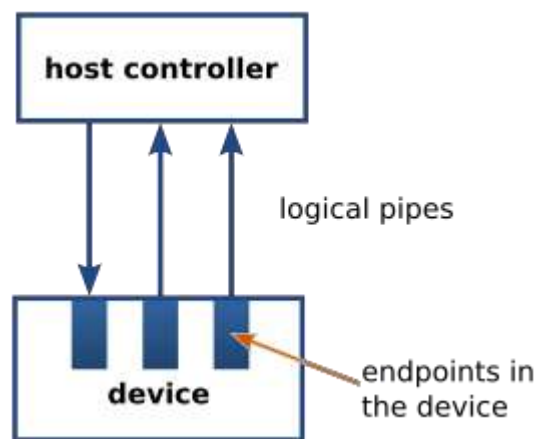 host controller
logical pipes
endpoints in
the device
device